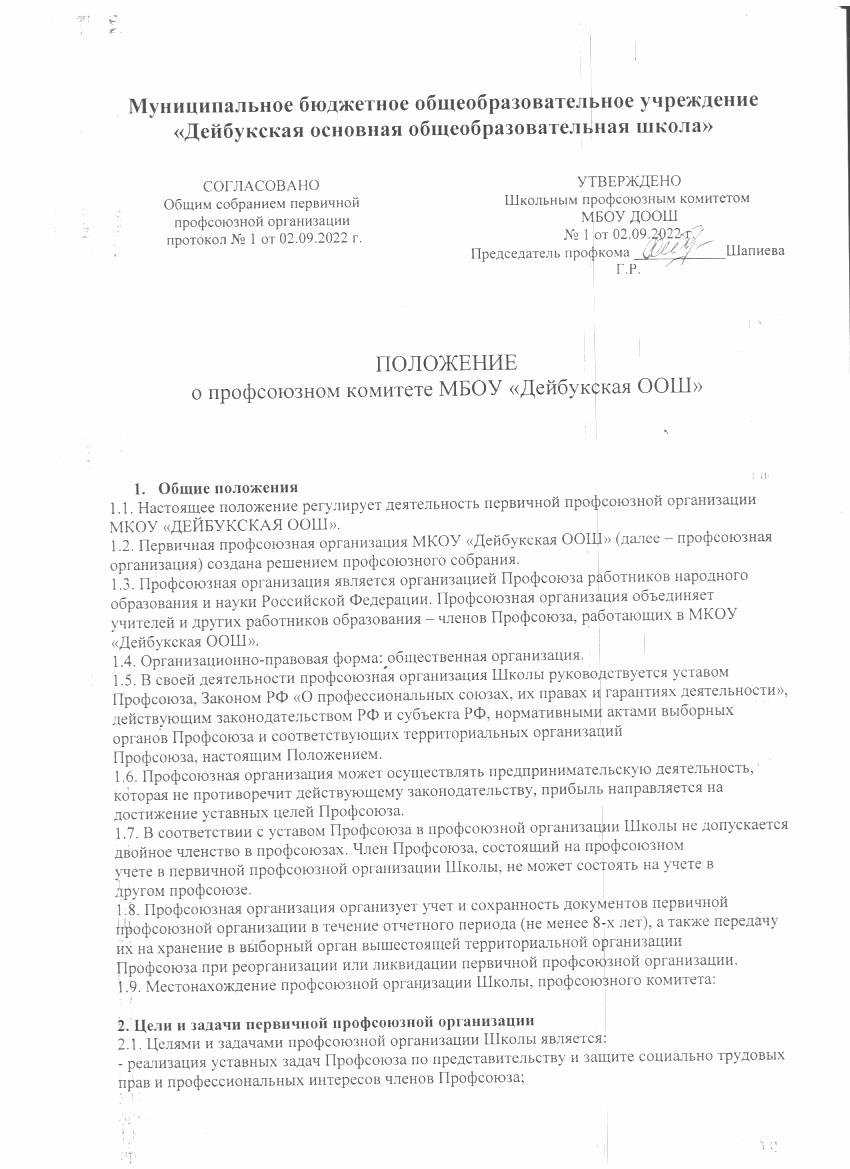 Муниципальное бюджетное общеобразовательное учреждение
«Дейбукская основная общеобразовательная школа»
СОГЛАСОВАНО
Общим собранием первичной
профсоюзной организации
протокол № 1 от 02.09.2022 г.
УТВЕРЖДЕНО
Школьным профсоюзным комитетом
МБОУ ДООШ
№ 1 от 02.09.2022 г.
Председатель профкома ____________Шапиева
Г.Р.
ПОЛОЖЕНИЕ
о профсоюзном комитете МБОУ «Дейбукская ООШ»
1. Общие положения
1.1. Настоящее положение регулирует деятельность первичной профсоюзной организации
МКОУ «ДЕЙБУКСКАЯ ООШ».
1.2. Первичная профсоюзная организация МКОУ «Дейбукская ООШ» (далее – профсоюзная
организация) создана решением профсоюзного собрания.
1.3. Профсоюзная организация является организацией Профсоюза работников народного
образования и науки Российской Федерации. Профсоюзная организация объединяет
учителей и других работников образования – членов Профсоюза, работающих в МКОУ
«Дейбукская ООШ».
1.4. Организационно-правовая форма: общественная организация.
1.5. В своей деятельности профсоюзная организация Школы руководствуется уставом
Профсоюза, Законом РФ «О профессиональных союзах, их правах и гарантиях деятельности»,
действующим законодательством РФ и субъекта РФ, нормативными актами выборных
органов Профсоюза и соответствующих территориальных организаций
Профсоюза, настоящим Положением.
1.6. Профсоюзная организация может осуществлять предпринимательскую деятельность,
которая не противоречит действующему законодательству, прибыль направляется на
достижение уставных целей Профсоюза.
1.7. В соответствии с уставом Профсоюза в профсоюзной организации Школы не допускается
двойное членство в профсоюзах. Член Профсоюза, состоящий на профсоюзном
учете в первичной профсоюзной организации Школы, не может состоять на учете в
другом профсоюзе.
1.8. Профсоюзная организация организует учет и сохранность документов первичной
профсоюзной организации в течение отчетного периода (не менее 8-х лет), а также передачу
их на хранение в выборный орган вышестоящей территориальной организации
Профсоюза при реорганизации или ликвидации первичной профсоюзной организации.
1.9. Местонахождение профсоюзной организации Школы, профсоюзного комитета:
2. Цели и задачи первичной профсоюзной организации
2.1. Целями и задачами профсоюзной организации Школы является:
- реализация уставных задач Профсоюза по представительству и защите социально трудовых
прав и профессиональных интересов членов Профсоюза;